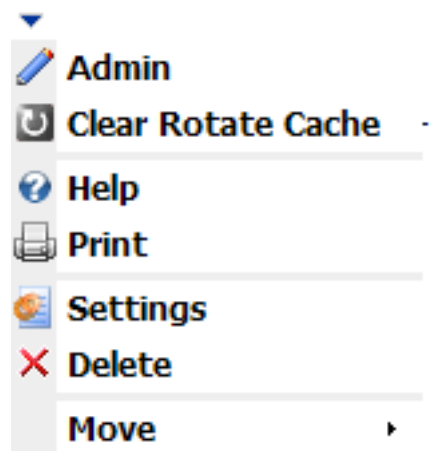 Admin
Clear Rotate Cache
Help
Print
Settings
Delete
Move